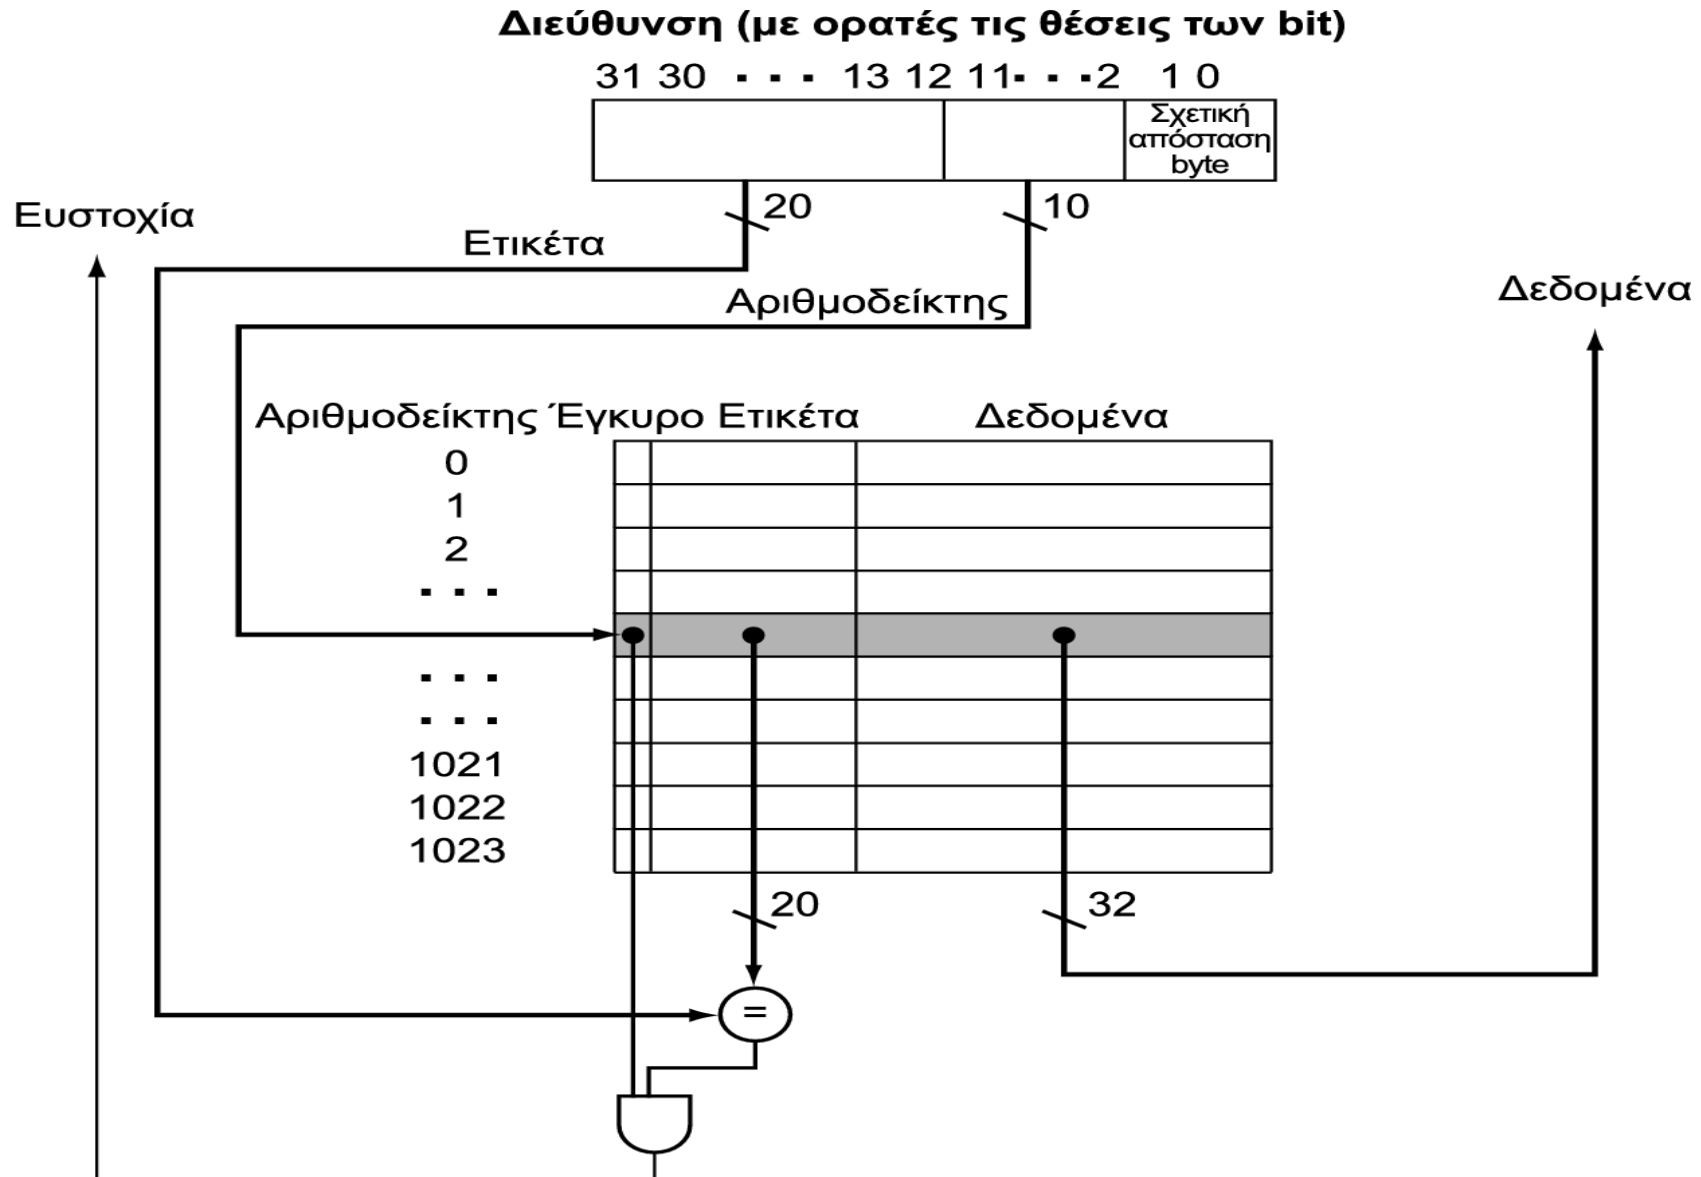 Διεύθυνση (με ορατές τις θέσεις των bit)
31 30 · · · 13 12 11 · · · 2 1 0
Σχετική
απόσταση
byte
20
10
Ευστοχία
Ετικέτα
Αριθμοδείκτης
Δεδομένα
Αριθμοδείκτης Έγκυρο Ετικέτα Δεδομένα
0
1
2
· · ·
· · ·
· · ·
1021
1022
1023
20
32
=